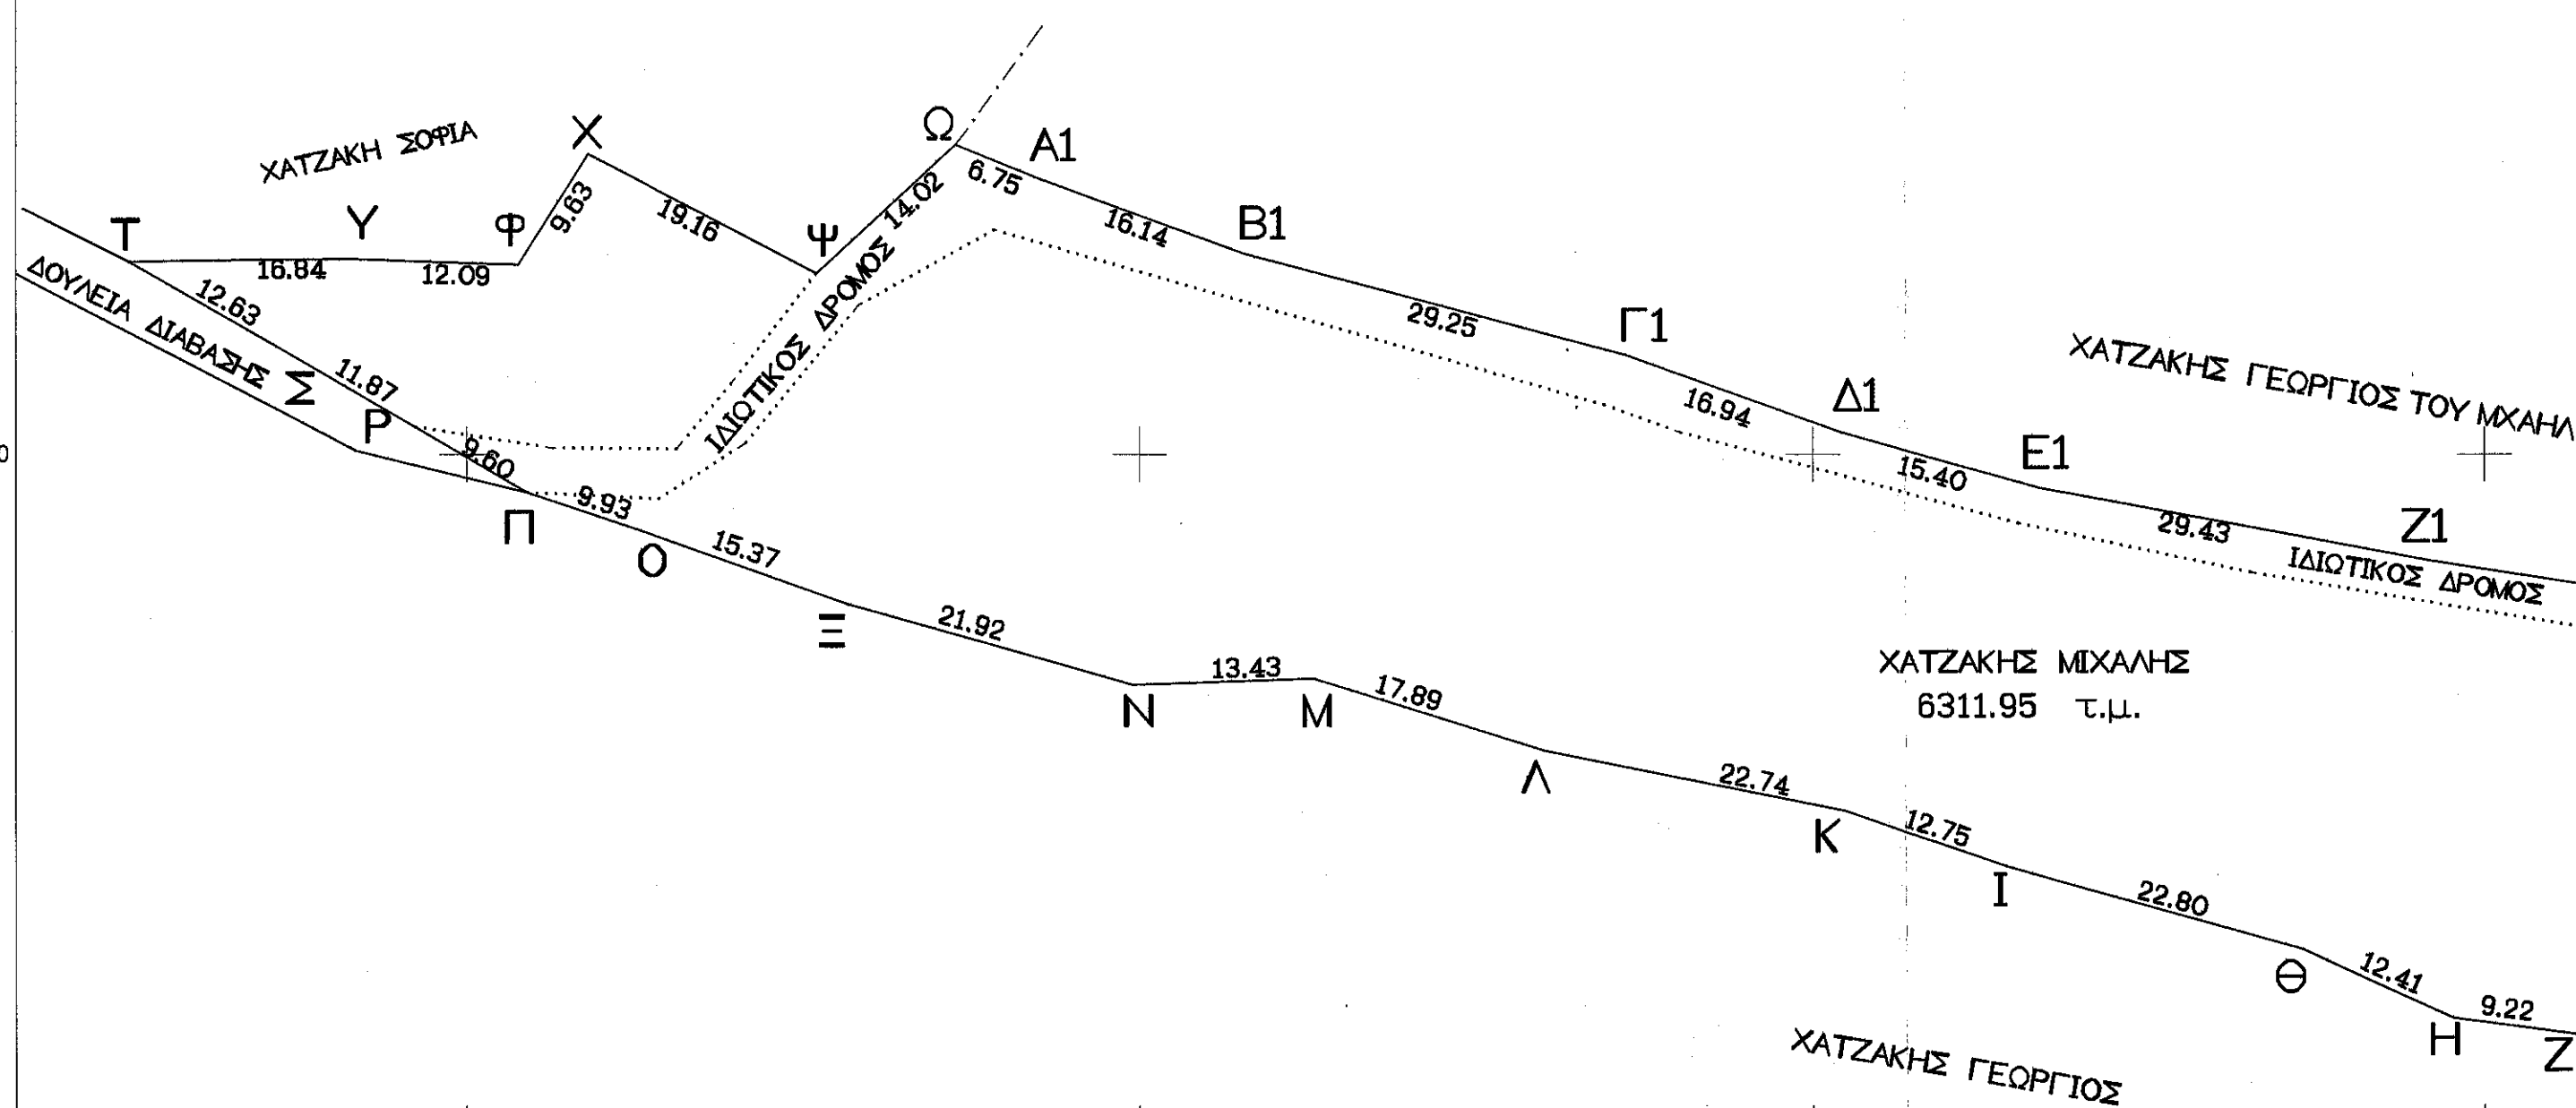 Ω
Χ
Α1
ΧΑΤΖΑΚΗ ΣΟΦΙΑ
6.75
14.02
9.63
19.16
16.14
Τ
Υ
Φ
Ψ
Β1
16.84
12.09
ΔΟΥΛΕΙΑ ΔΙΑΒΑΣΗΣ
12.63
ΙΔΙΩΤΙΚΟΣ ΔΡΟΜΟΣ
29.25
Γ1
ΧΑΤΖΑΚΗΣ ΓΕΩΡΓΙΟΣ ΤΟΥ ΜΧΑΗΛ
11.87
Σ
Ρ
16.94
Δ1
0
9.60
15.40
Ε1
9.93
Π
29.43
Ζ1
Ο
15.37
ΙΔΙΩΤΙΚΟΣ ΔΡΟΜΟΣ
Ξ
21.92
13.43
17.89
ΧΑΤΖΑΚΗΣ ΜΙΧΑΛΗΣ
6311.95 τ.μ.
Ν
Μ
Λ
22.74
Κ
12.75
Ι
22.80
Θ
12.41
9.22
Η
Ζ
ΧΑΤΖΑΚΗΣ ΓΕΩΡΓΙΟΣ